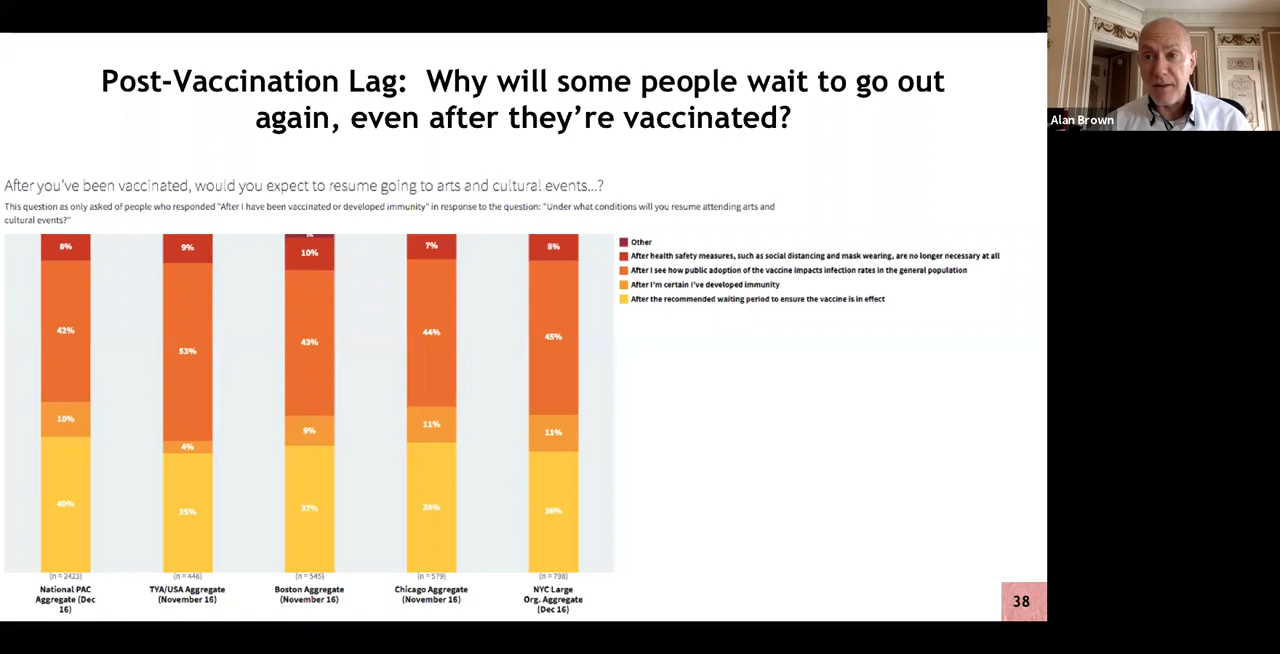 Post-Vaccination Lag: Why will some people wait to go out
again, even after they're vaccinated?
Alan Brown
After you've been vaccinated, would you expect to resume going to arts and cultural events...?
This question as only asked of people who responded "After I have been vaccinated or developed immunity" in response to the question: "Under what conditions will you resume attending arts and
cultural events?"
Other
After health safety measures, such as social distancing and mask wearing, are no longer necessary at all
After I see how public adoption of the vaccine impacts infection rates in the general population
After I'm certain I've developed immunity
After the recommended waiting period to ensure the vaccine is in effect
8% 9% 10% 7% 8%
42% 53% 43% 44% 45%
10% 4% 9% 11% 11%
40% 35% 37% 38% 36%
(n = 2423) (n = 446) (n = 545) (n = 579) (n = 798)
National PAC
Aggregate (Dec
16)
TYA/USA Aggregate
(November 16)
Boston Aggregate
(November 16)
Chicago Aggregate
(November 16)
NYC Large
Org. Aggregate
(Dec 16)
38